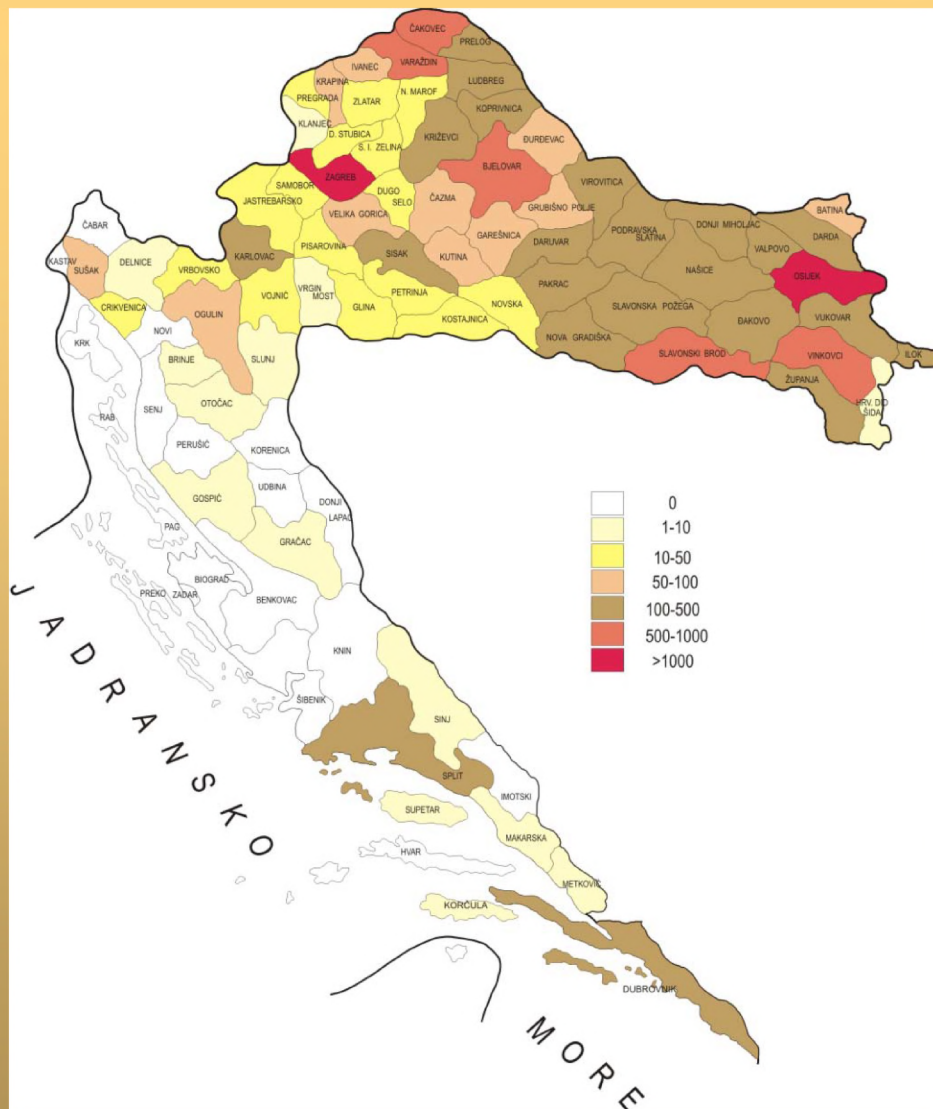 ČAKOVEC
PRELOG
IVANEC
VARAŽDIN
KRAPINA
LUDBREG
PREGRADA
ZLATAR
N. MAROF
KOPRIVNICA
KLANJEC
D. STUBICA
KRIŽEVCI
ĐURĐEVAC
S. I. ZELINA
BJELOVAR
ZAGREB
SAMOBOR
VIROVITICA
DUGO
SELO
JASTREBARSKO
ČAZMA
GRUBIŠNO POLJE
BATINA
VELIKA GORICA
ČABAR
PODRAVSKA
SLATINA
DONJI MIHOLJAC
DARDA
GAREŠNICA
PISAROVINA
DARUVAR
VALPOVO
KARLOVAC
SISAK
KUTINA
KASTAV
DELNICE
SUŠAK
VRBOVSKO
NAŠICE
OSIJEK
PAKRAC
VOJNIĆ
VRGIN
MOST
PETRINJA
GLINA
NOVSKA
CRIKVENICA
SLAVONSKA POŽEGA
OGULIN
KOSTAJNICA
ĐAKOVO
VUKOVAR
NOVI
NOVA GRADIŠKA
KRK
SLUNJ
SLAVONSKI BROD
VINKOVCI
ILOK
BRINJE
ŽUPANJA
HRV. DIO
ŠIDA
OTOČAC
SENJ
RAB
PERUŠIĆ
KORENICA
UDBINA
GOSPIĆ
DONJI
LAPAC
0
1-10
10-50
50-100
100-500
500-1000
>1000
PAG
GRAČAC
BIOGRAD
PREKO
ZADAR
BENKOVAC
KNIN
ŠIBENIK
SINJ
SPLIT
IMOTSKI
SUPETAR
MAKARSKA
HVAR
METKOVIĆ
KORČULA
DUBROVNIK
JADRANSKO
MORE